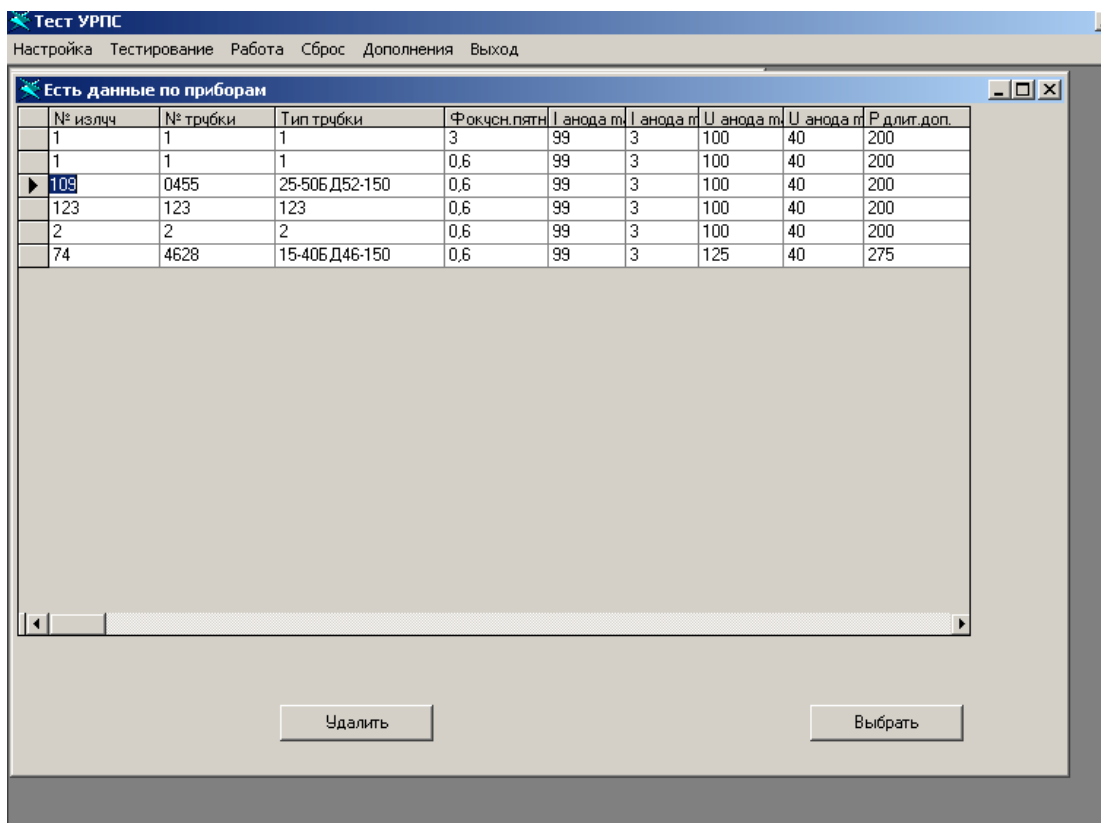 Тест УРПС
Настройка Тестирование Работа Сброс Дополнения Выход
Есть данные по приборам
№ излуч № трубки Тип трубки Фокусн.пятн I анода ma I анода m U анода ma U анода m P длит.доп.
1 1 1 3 99 3 100 40 200
1 1 1 0,6 99 3 100 40 200
109 0455 25-50БД52-150 0,6 99 3 100 40 200
123 123 123 0,6 99 3 100 40 200
2 2 2 0,6 99 3 100 40 200
74 4628 15-40БД46-150 0,6 99 3 125 40 275
Удалить Выбрать